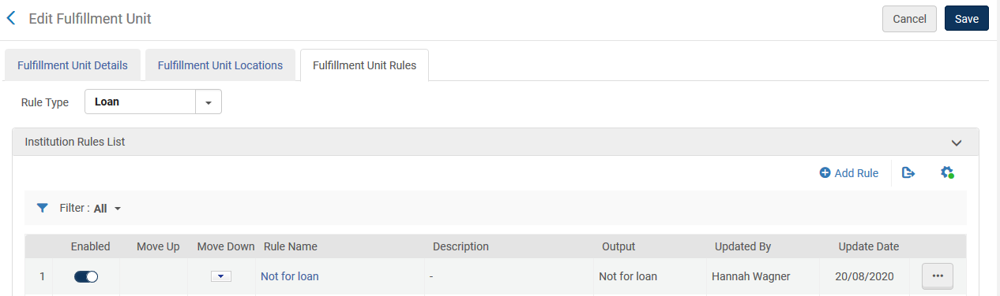 Edit Fulfillment Unit
Cancel
Save
Fulfillment Unit Details
Fulfillment Unit Locations
Fulfillment Unit Rules
Rule Type
Loan
Institution Rules List
Add Rule
Filter : All
Enabled Move Up Move Down Rule Name Description Output Updated By Update Date
1 Not for loan - Not for loan Hannah Wagner 20/08/2020